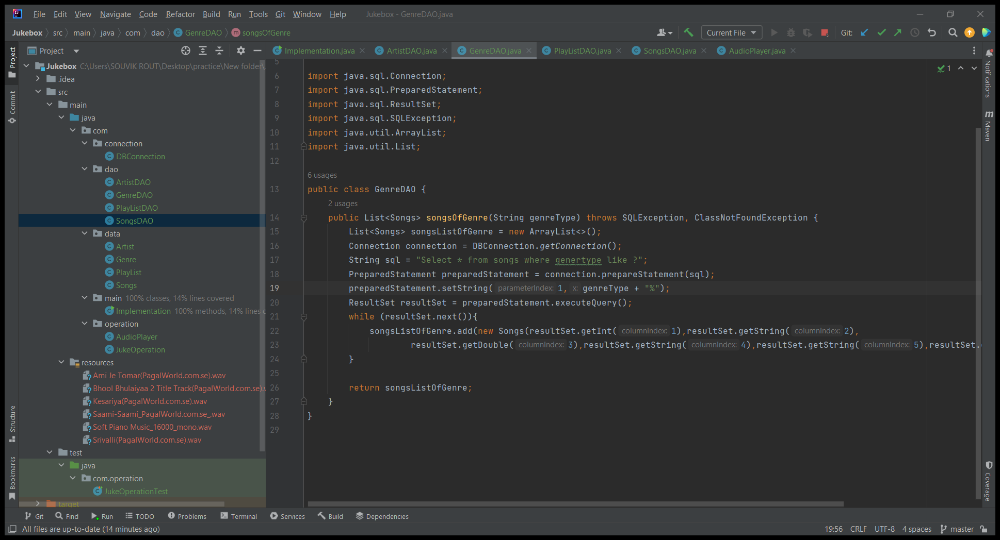 File Edit View Navigate Code Refactor Build Run Tools Git Window Help Jukebox - GenreDAO.java
Jukebox src main java com dao GenreDAO songsOfGenre Current File Git:
Project
Implementation.java ArtistDAO.java GenreDAO.java PlayListDAO.java SongsDAO.java AudioPlayer.java
Project
Commit
Structure
Bookmarks
Jukebox C:\Users\SOUVIK ROUT\Desktop\practice\New folder\
.idea
src
main
java
com
connection
DBConnection
dao
ArtistDAO
GenreDAO
PlayListDAO
SongsDAO
data
Artist
Genre
PlayList
Songs
main 100% classes, 14% lines covered
Implementation 100% methods, 14% lines c
operation
AudioPlayer
JukeOperation
resources
Ami Je Tomar(PagalWorld.com.se).wav
Bhool Bhulaiyaa 2 Title Track(PagalWorld.com.se).
Kesariya(PagalWorld.com.se).wav
Saami-Saami_PagalWorld.com.se_.wav
Soft Piano Music_16000_mono.wav
Srivalli(PagalWorld.com.se).wav
test
java
com.operation
JukeOperationTest
target
5
6 import java.sql.Connection;
7 import java.sql.PreparedStatement;
8 import java.sql.ResultSet;
9 import java.sql.SQLException;
10 import java.util.ArrayList;
11 import java.util.List;
12
6 usages
13 public class GenreDAO {
2 usages
14 public List<Songs> songsOfGenre(String genreType) throws SQLException, ClassNotFoundException {
15 List<Songs> songsListOfGenre = new ArrayList<>();
16 Connection connection = DBConnection.getConnection();
17 String sql = "Select * from songs where genertype like ?";
18 PreparedStatement preparedStatement = connection.prepareStatement(sql);
19 preparedStatement.setString( parameterIndex: 1, x: genreType + "%");
20 ResultSet resultSet = preparedStatement.executeQuery();
21 while (resultSet.next()){
22 songsListOfGenre.add(new Songs(resultSet.getInt( columnIndex: 1),resultSet.getString( columnIndex: 2),
23 resultSet.getDouble( columnIndex: 3),resultSet.getString( columnIndex: 4),resultSet.getString( columnIndex: 5),resultSet.
24 }
25
26 return songsListOfGenre;
27 }
28 }
29
1
Notifications
m Maven
Coverage
Git Find Run TODO Problems Terminal Services Build Dependencies
All files are up-to-date (14 minutes ago) 19:56 CRLF UTF-8 4 spaces master